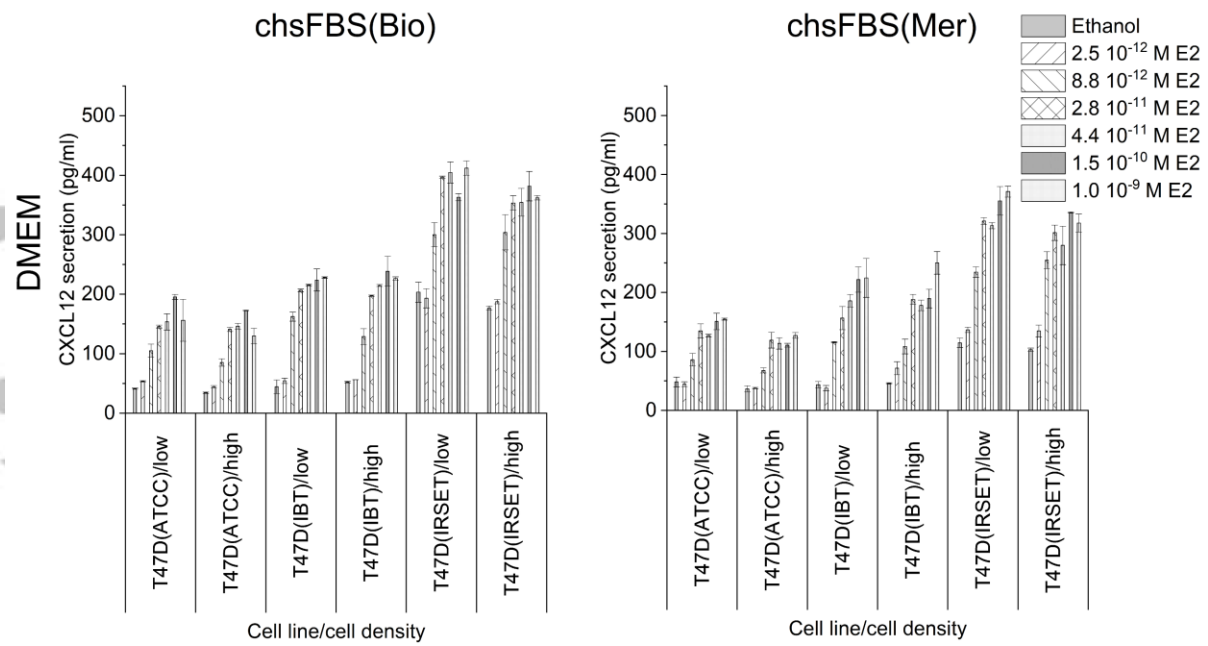 chsFBS(Bio)
chsFBS(Mer)
Ethanol
2.5 10⁻¹² M E2
8.8 10⁻¹² M E2
2.8 10⁻¹¹ M E2
4.4 10⁻¹¹ M E2
1.5 10⁻¹⁰ M E2
1.0 10⁻⁹ M E2
DMEM
CXCL12 secretion (pg/ml)
500
400
300
200
100
0
T47D(ATCC)/low
T47D(ATCC)/high
T47D(IBT)/low
T47D(IBT)/high
T47D(IRSET)/low
T47D(IRSET)/high
Cell line/cell density
CXCL12 secretion (pg/ml)
500
400
300
200
100
0
T47D(ATCC)/low
T47D(ATCC)/high
T47D(IBT)/low
T47D(IBT)/high
T47D(IRSET)/low
T47D(IRSET)/high
Cell line/cell density